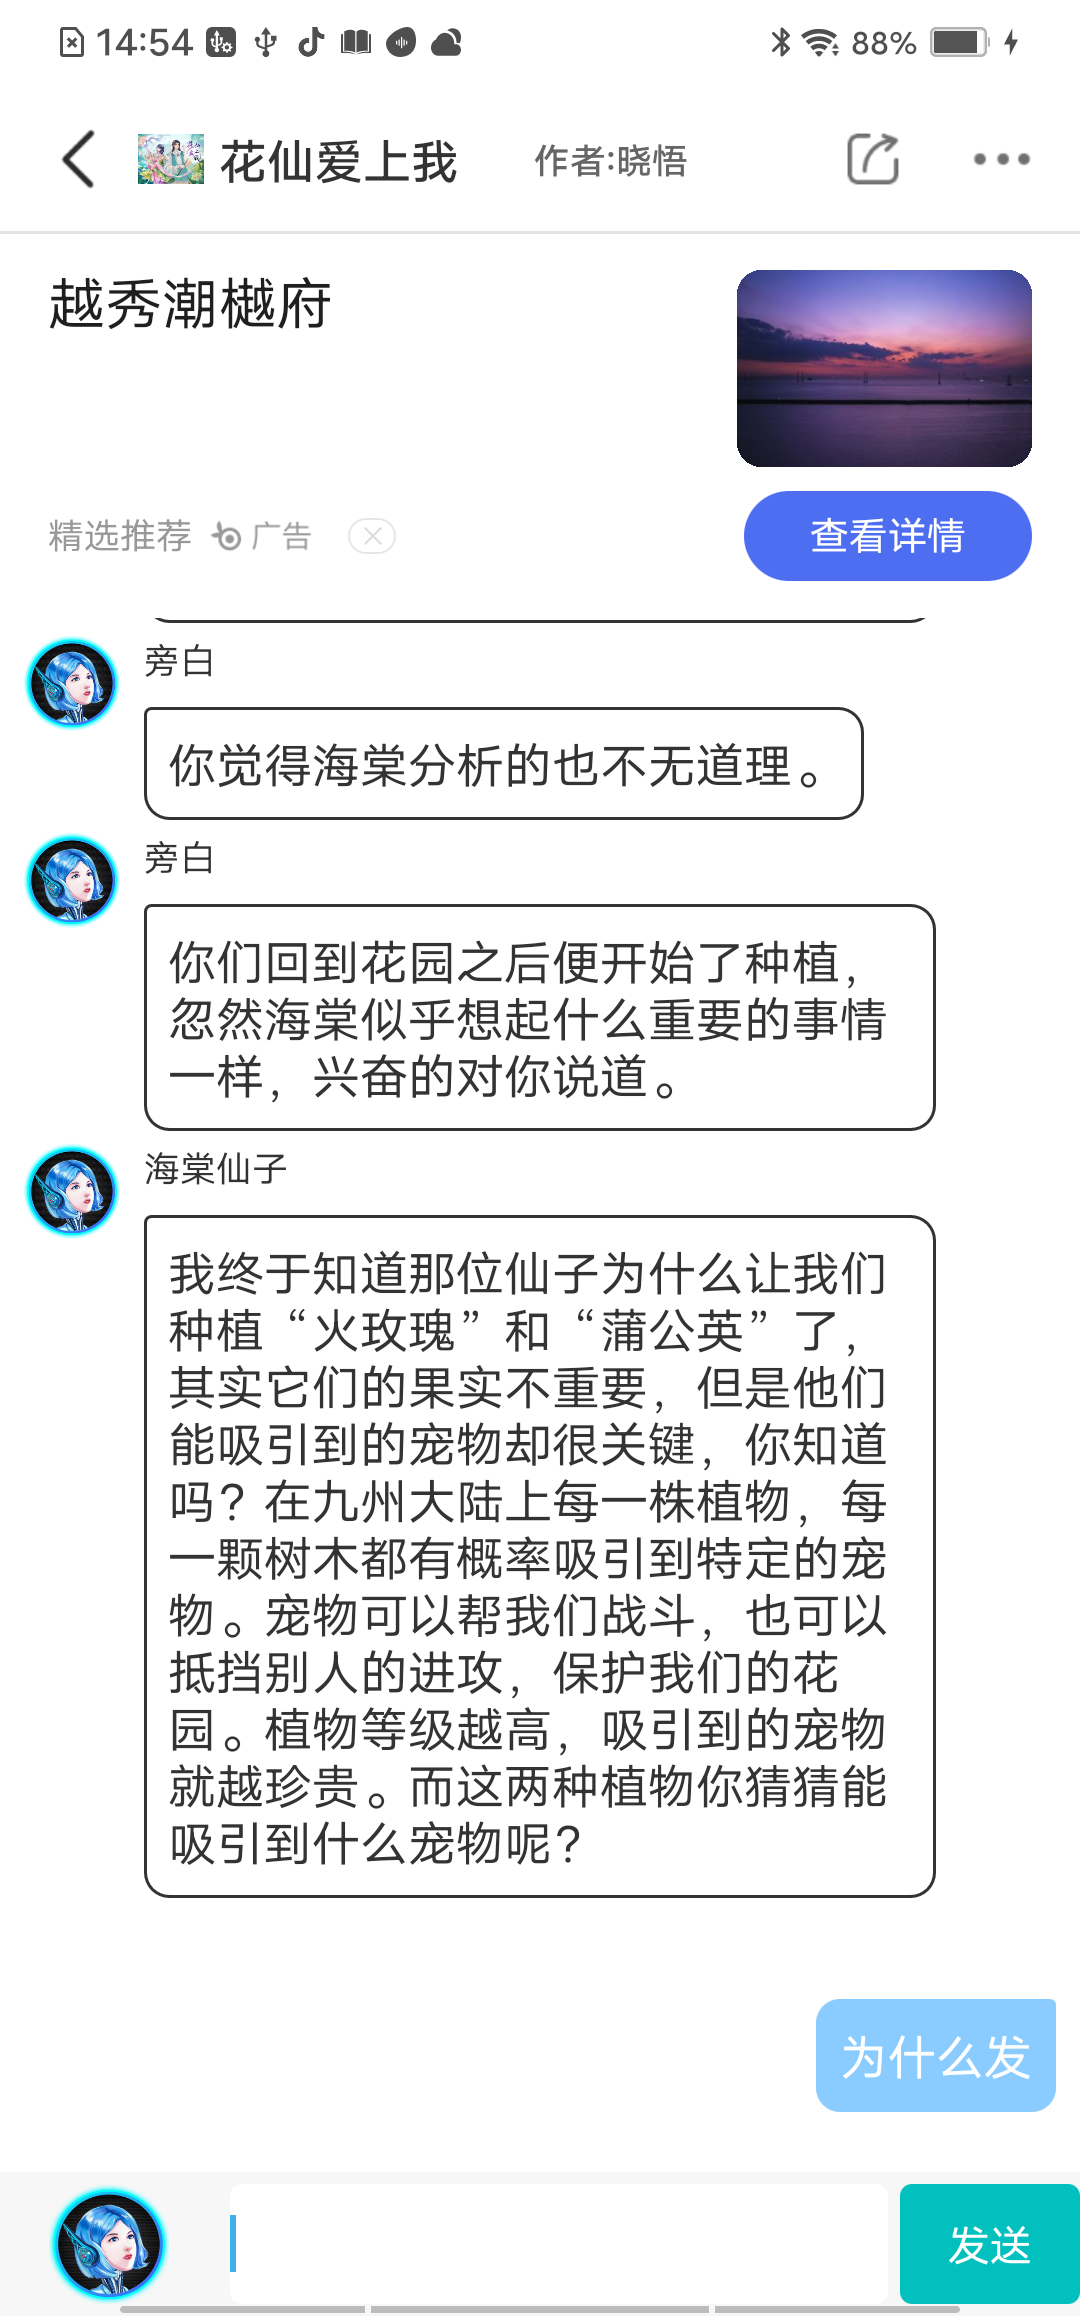 14:54
88%
花仙爱上我
作者:晓悟
越秀潮樾府
精选推荐
广告
查看详情
旁白
你觉得海棠分析的也不无道理。
旁白
你们回到花园之后便开始了种植，
忽然海棠似乎想起什么重要的事情
一样，兴奋的对你说道。
海棠仙子
我终于知道那位仙子为什么让我们
种植“火玫瑰”和“蒲公英”了，
其实它们的果实不重要，但是他们
能吸引到的宠物却很关键，你知道
吗？在九州大陆上每一株植物，每
一颗树木都有概率吸引到特定的宠
物。宠物可以帮我们战斗，也可以
抵挡别人的进攻，保护我们的花
园。植物等级越高，吸引到的宠物
就越珍贵。而这两种植物你猜猜能
吸引到什么宠物呢？
为什么发
发送